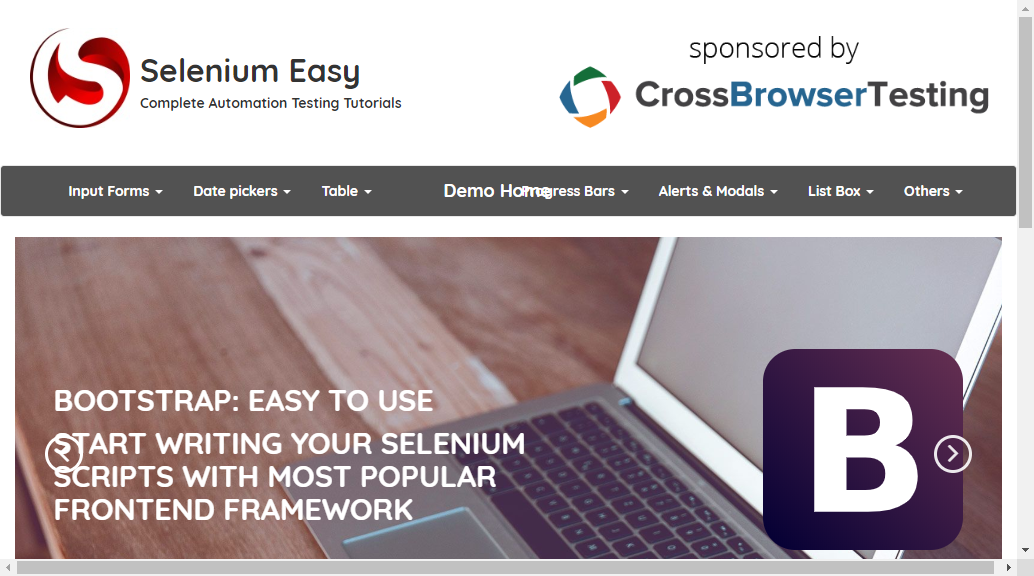 Selenium Easy
Complete Automation Testing Tutorials
sponsored by
CrossBrowserTesting
Input Forms
Date pickers
Table
Demo Home
Progress Bars
Alerts & Modals
List Box
Others
BOOTSTRAP: EASY TO USE
START WRITING YOUR SELENIUM
SCRIPTS WITH MOST POPULAR
FRONTEND FRAMEWORK
B